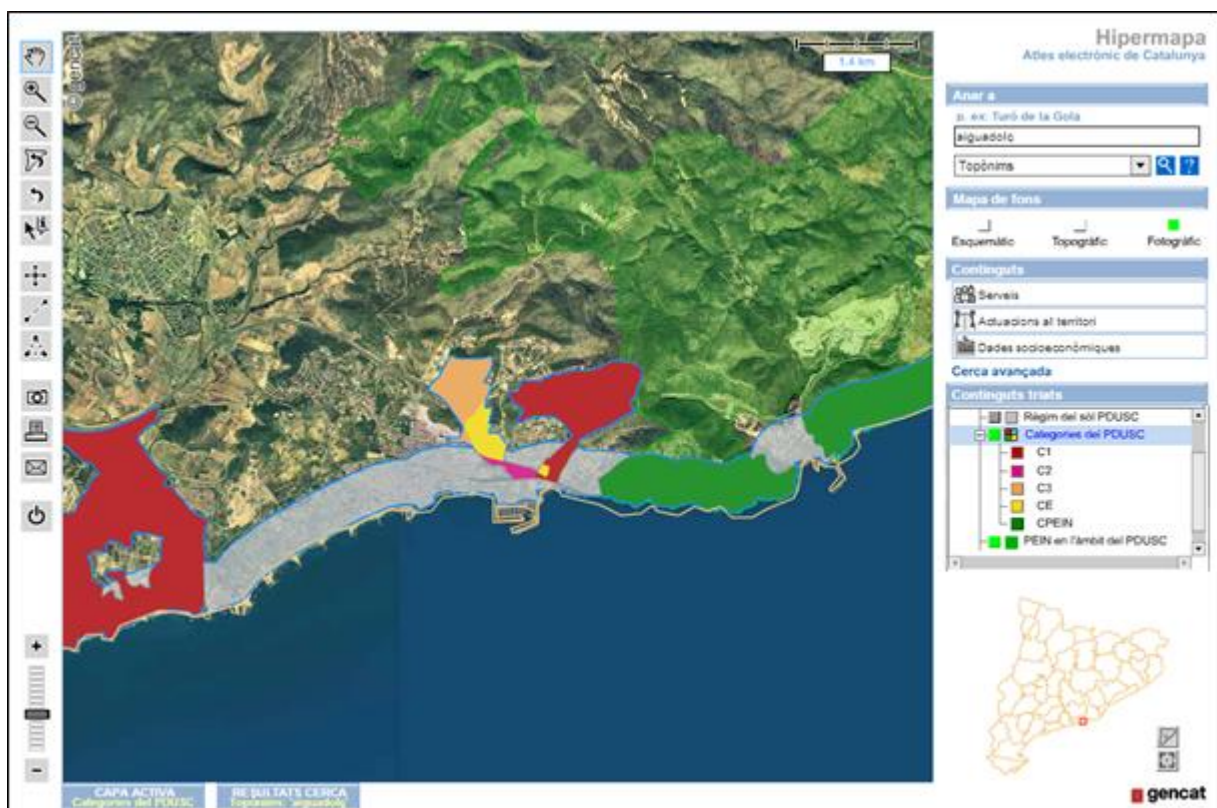 Hipermapa
Atles electrònic de Catalunya
© gencat
1.4 km
Anar a
p. ex: Turó de la Gola
aiguadolç
Topònims
?
Mapa de fons
Esquemàtic Topogràfic Fotogràfic
Continguts
Serveis
Actuacions al territori
Dades socioeconòmiques
Cerca avançada
Continguts triats
Règim del sòl PDUSC
Categories del PDUSC
C1
C2
C3
CE
CPEIN
PEIN en l'àmbit del PDUSC
+
−
CAPA ACTIVA
Categories del PDUSC
RESULTATS CERCA
Topònims: 'aiguadolç'
gencat